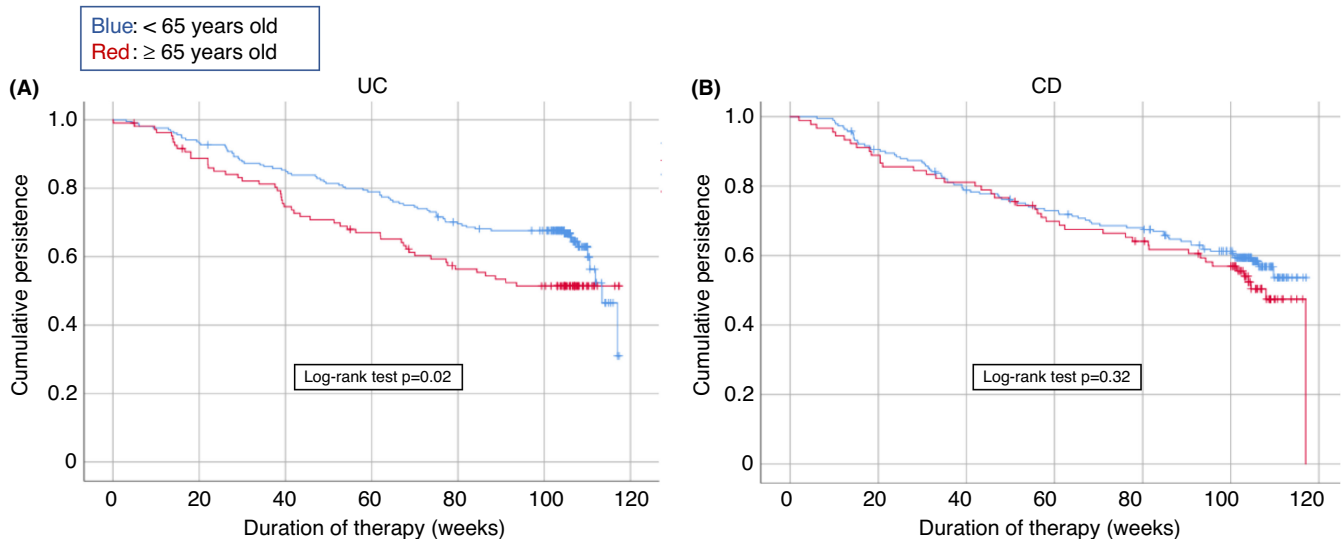 Blue: < 65 years old
Red: ≥ 65 years old
(A)
UC
Cumulative persistence
1.0
0.8
0.6
0.4
0.2
0
Log-rank test p=0.02
0 20 40 60 80 100 120
Duration of therapy (weeks)
(B)
CD
Cumulative persistence
1.0
0.8
0.6
0.4
0.2
0
Log-rank test p=0.32
0 20 40 60 80 100 120
Duration of therapy (weeks)